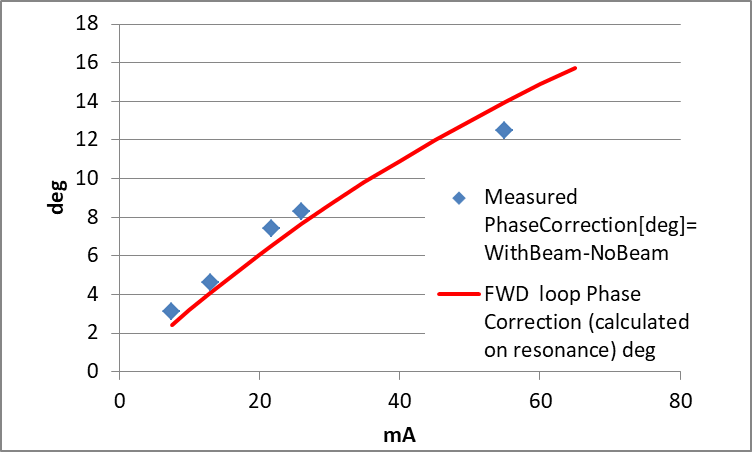 18
16
14
12
10
8
6
4
2
0
deg
0
20
40
60
80
mA
Measured
PhaseCorrection[deg]=
WithBeam-NoBeam
FWD  loop Phase
Correction (calculated
on resonance) deg